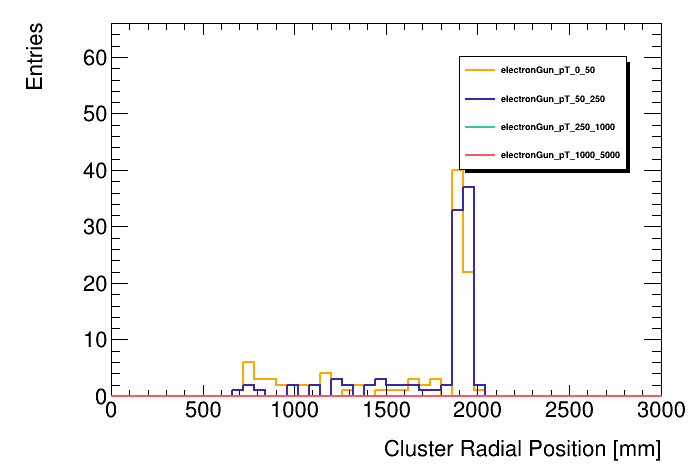 Entries
60
50
40
30
20
10
0
electronGun_pT_0_50
electronGun_pT_50_250
electronGun_pT_250_1000
electronGun_pT_1000_5000
0 500 1000 1500 2000 2500 3000
Cluster Radial Position [mm]